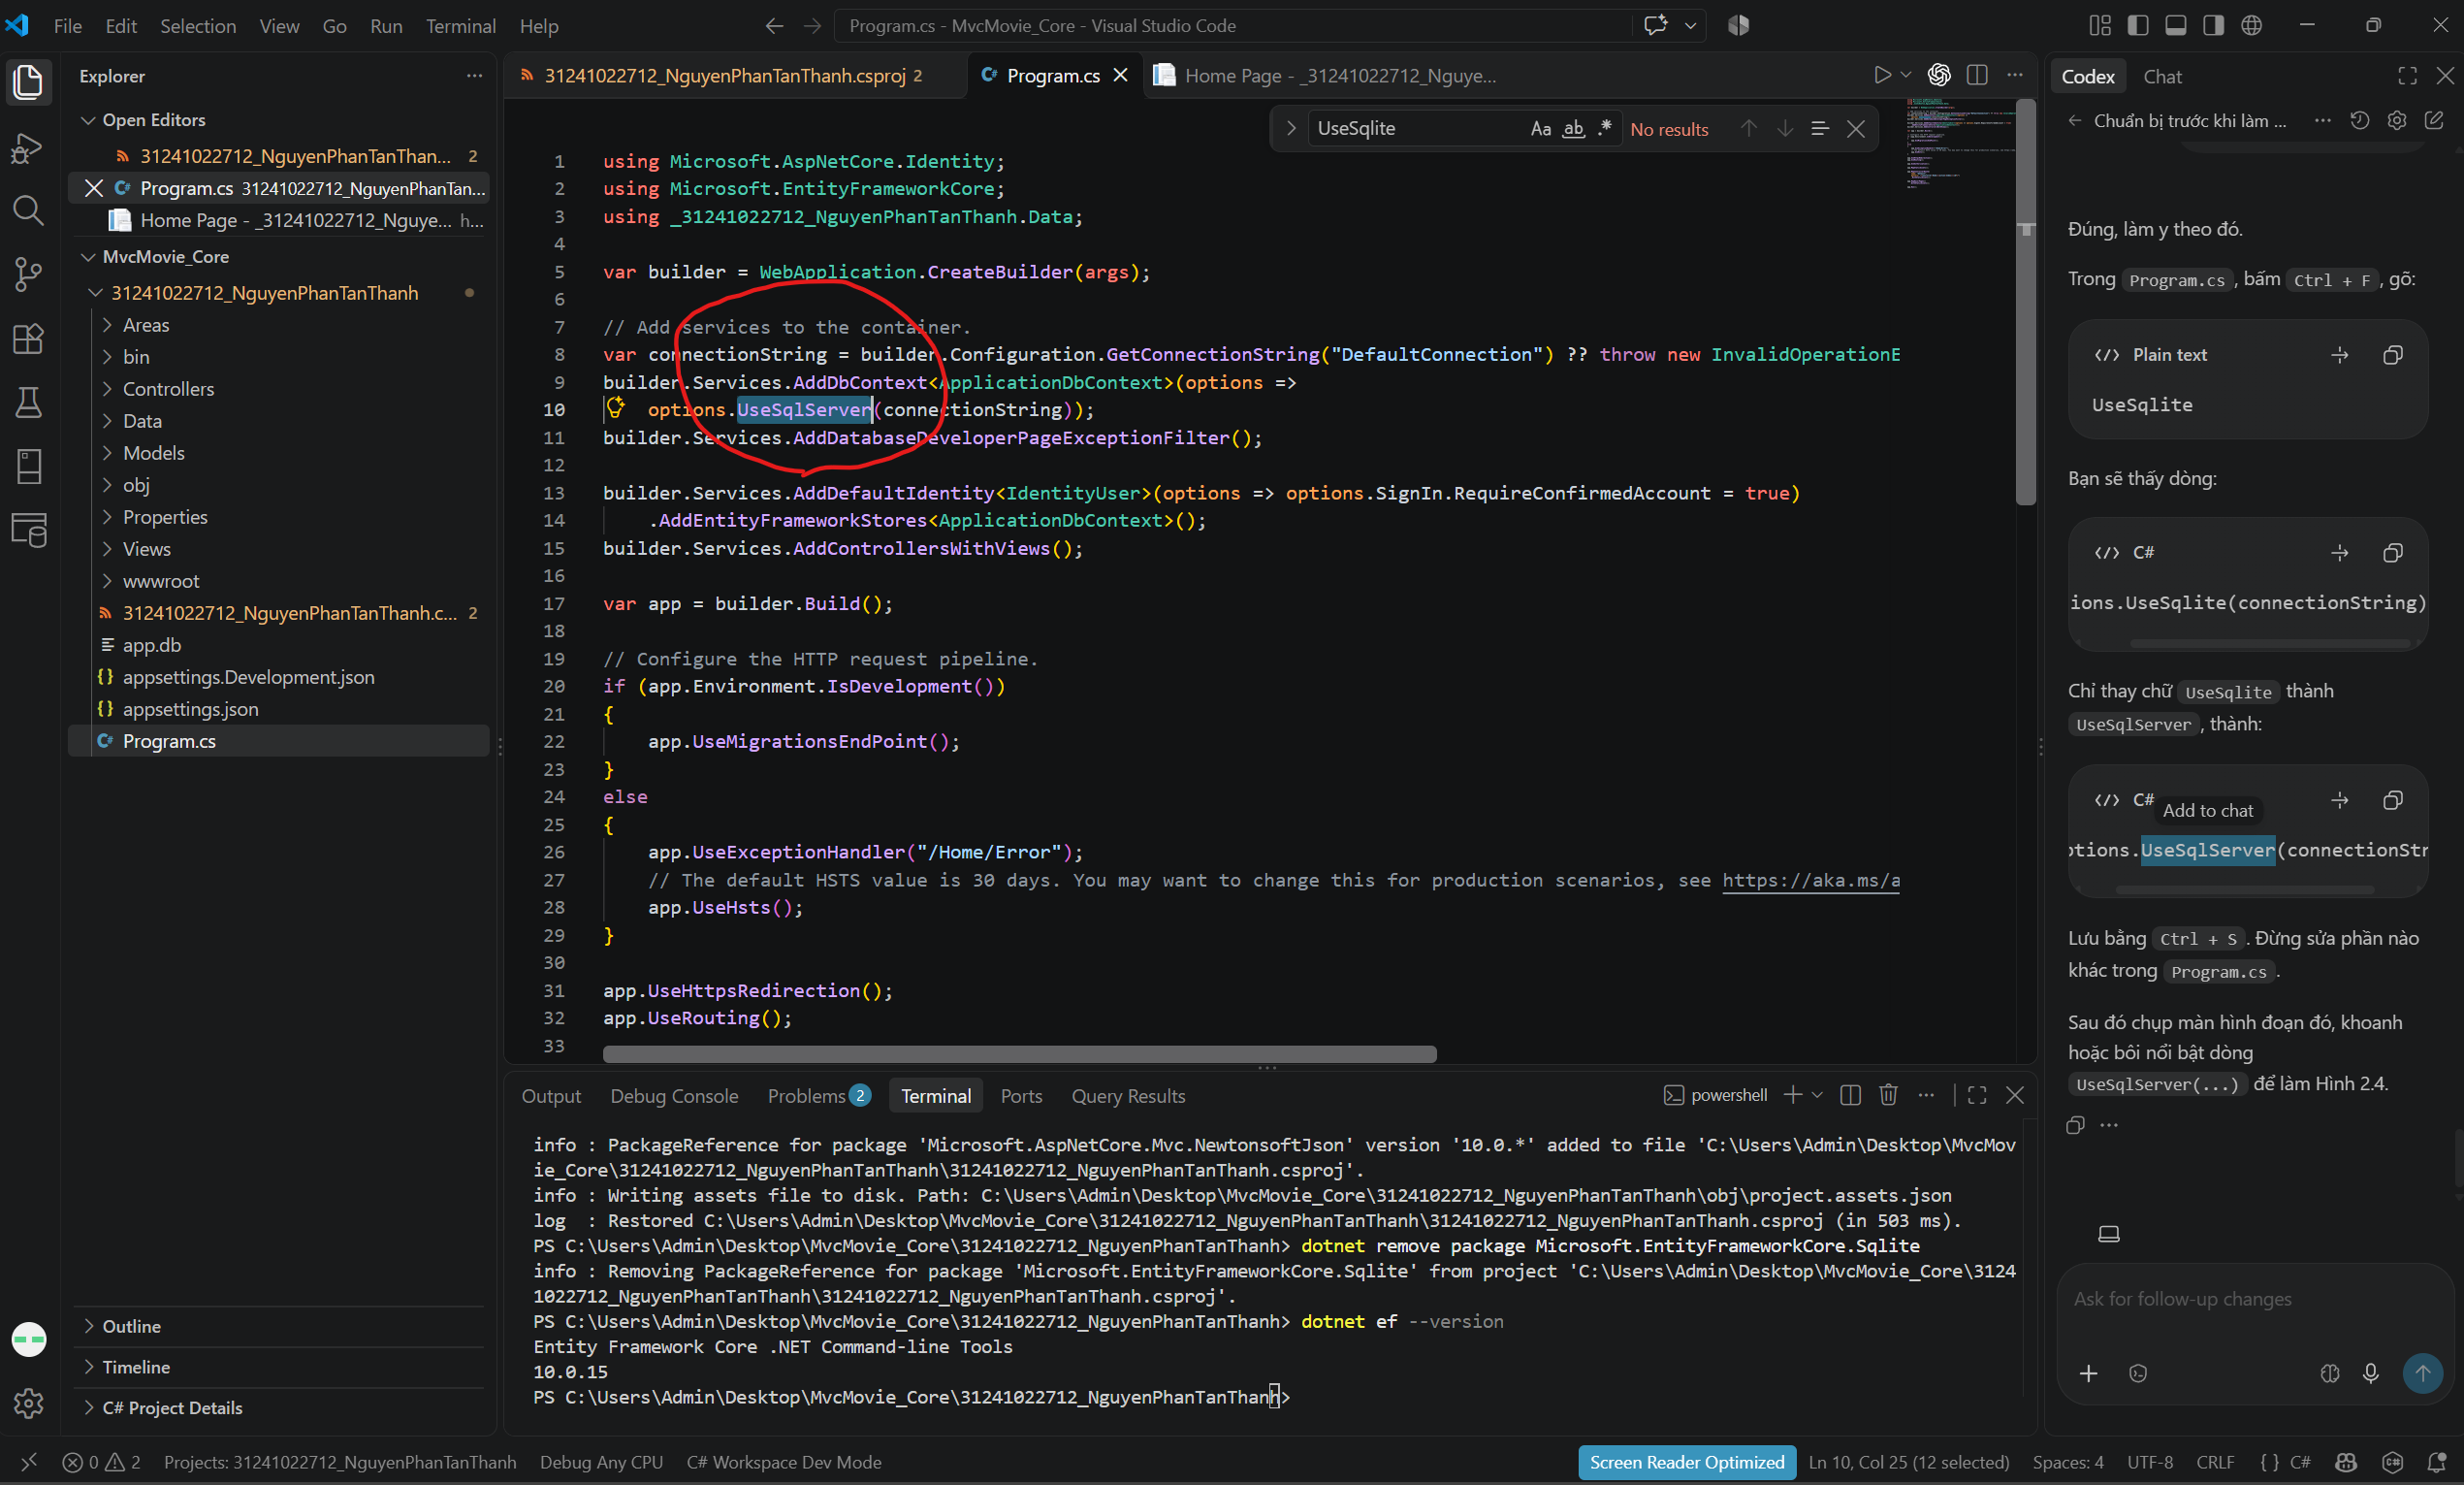 File Edit Selection View Go Run Terminal Help
Program.cs - MvcMovie_Core - Visual Studio Code
Explorer
Open Editors
31241022712_NguyenPhanTanThan... 2
Program.cs 31241022712_NguyenPhanTan...
Home Page - _31241022712_Nguye... h...
MvcMovie_Core
31241022712_NguyenPhanTanThanh
Areas
bin
Controllers
Data
Models
obj
Properties
Views
wwwroot
31241022712_NguyenPhanTanThanh.c... 2
app.db
appsettings.Development.json
appsettings.json
Program.cs
Outline
Timeline
C# Project Details
31241022712_NguyenPhanTanThanh.csproj 2
Program.cs
Home Page - _31241022712_Nguye...
UseSqlite
Aa ab .*
No results
1 using Microsoft.AspNetCore.Identity;
2 using Microsoft.EntityFrameworkCore;
3 using _31241022712_NguyenPhanTanThanh.Data;
4
5 var builder = WebApplication.CreateBuilder(args);
6
7 // Add services to the container.
8 var connectionString = builder.Configuration.GetConnectionString("DefaultConnection") ?? throw new InvalidOperationE
9 builder.Services.AddDbContext<ApplicationDbContext>(options =>
10 options.UseSqlServer(connectionString));
11 builder.Services.AddDatabaseDeveloperPageExceptionFilter();
12
13 builder.Services.AddDefaultIdentity<IdentityUser>(options => options.SignIn.RequireConfirmedAccount = true)
14 .AddEntityFrameworkStores<ApplicationDbContext>();
15 builder.Services.AddControllersWithViews();
16
17 var app = builder.Build();
18
19 // Configure the HTTP request pipeline.
20 if (app.Environment.IsDevelopment())
21 {
22 app.UseMigrationsEndPoint();
23 }
24 else
25 {
26 app.UseExceptionHandler("/Home/Error");
27 // The default HSTS value is 30 days. You may want to change this for production scenarios, see https://aka.ms/a
28 app.UseHsts();
29 }
30
31 app.UseHttpsRedirection();
32 app.UseRouting();
33
Output Debug Console Problems 2 Terminal Ports Query Results
powershell
info : PackageReference for package 'Microsoft.AspNetCore.Mvc.NewtonsoftJson' version '10.0.*' added to file 'C:\Users\Admin\Desktop\MvcMov
ie_Core\31241022712_NguyenPhanTanThanh\31241022712_NguyenPhanTanThanh.csproj'.
info : Writing assets file to disk. Path: C:\Users\Admin\Desktop\MvcMovie_Core\31241022712_NguyenPhanTanThanh\obj\project.assets.json
log : Restored C:\Users\Admin\Desktop\MvcMovie_Core\31241022712_NguyenPhanTanThanh\31241022712_NguyenPhanTanThanh.csproj (in 503 ms).
PS C:\Users\Admin\Desktop\MvcMovie_Core\31241022712_NguyenPhanTanThanh> dotnet remove package Microsoft.EntityFrameworkCore.Sqlite
info : Removing PackageReference for package 'Microsoft.EntityFrameworkCore.Sqlite' from project 'C:\Users\Admin\Desktop\MvcMovie_Core\3124
1022712_NguyenPhanTanThanh\31241022712_NguyenPhanTanThanh.csproj'.
PS C:\Users\Admin\Desktop\MvcMovie_Core\31241022712_NguyenPhanTanThanh> dotnet ef --version
Entity Framework Core .NET Command-line Tools
10.0.15
PS C:\Users\Admin\Desktop\MvcMovie_Core\31241022712_NguyenPhanTanThanh>
Codex Chat
Chuẩn bị trước khi làm ...
Đúng, làm y theo đó.
Trong Program.cs, bấm Ctrl + F, gõ:
Plain text
UseSqlite
Bạn sẽ thấy dòng:
C#
ions.UseSqlite(connectionString)
Chỉ thay chữ UseSqlite thành
UseSqlServer, thành:
C#
Add to chat
tions.UseSqlServer(connectionStr
Lưu bằng Ctrl + S. Đừng sửa phần nào
khác trong Program.cs.
Sau đó chụp màn hình đoạn đó, khoanh
hoặc bôi nổi bật dòng
UseSqlServer(...) để làm Hình 2.4.
Ask for follow-up changes
0 2 Projects: 31241022712_NguyenPhanTanThanh Debug Any CPU C# Workspace Dev Mode
Screen Reader Optimized Ln 10, Col 25 (12 selected) Spaces: 4 UTF-8 CRLF { } C#